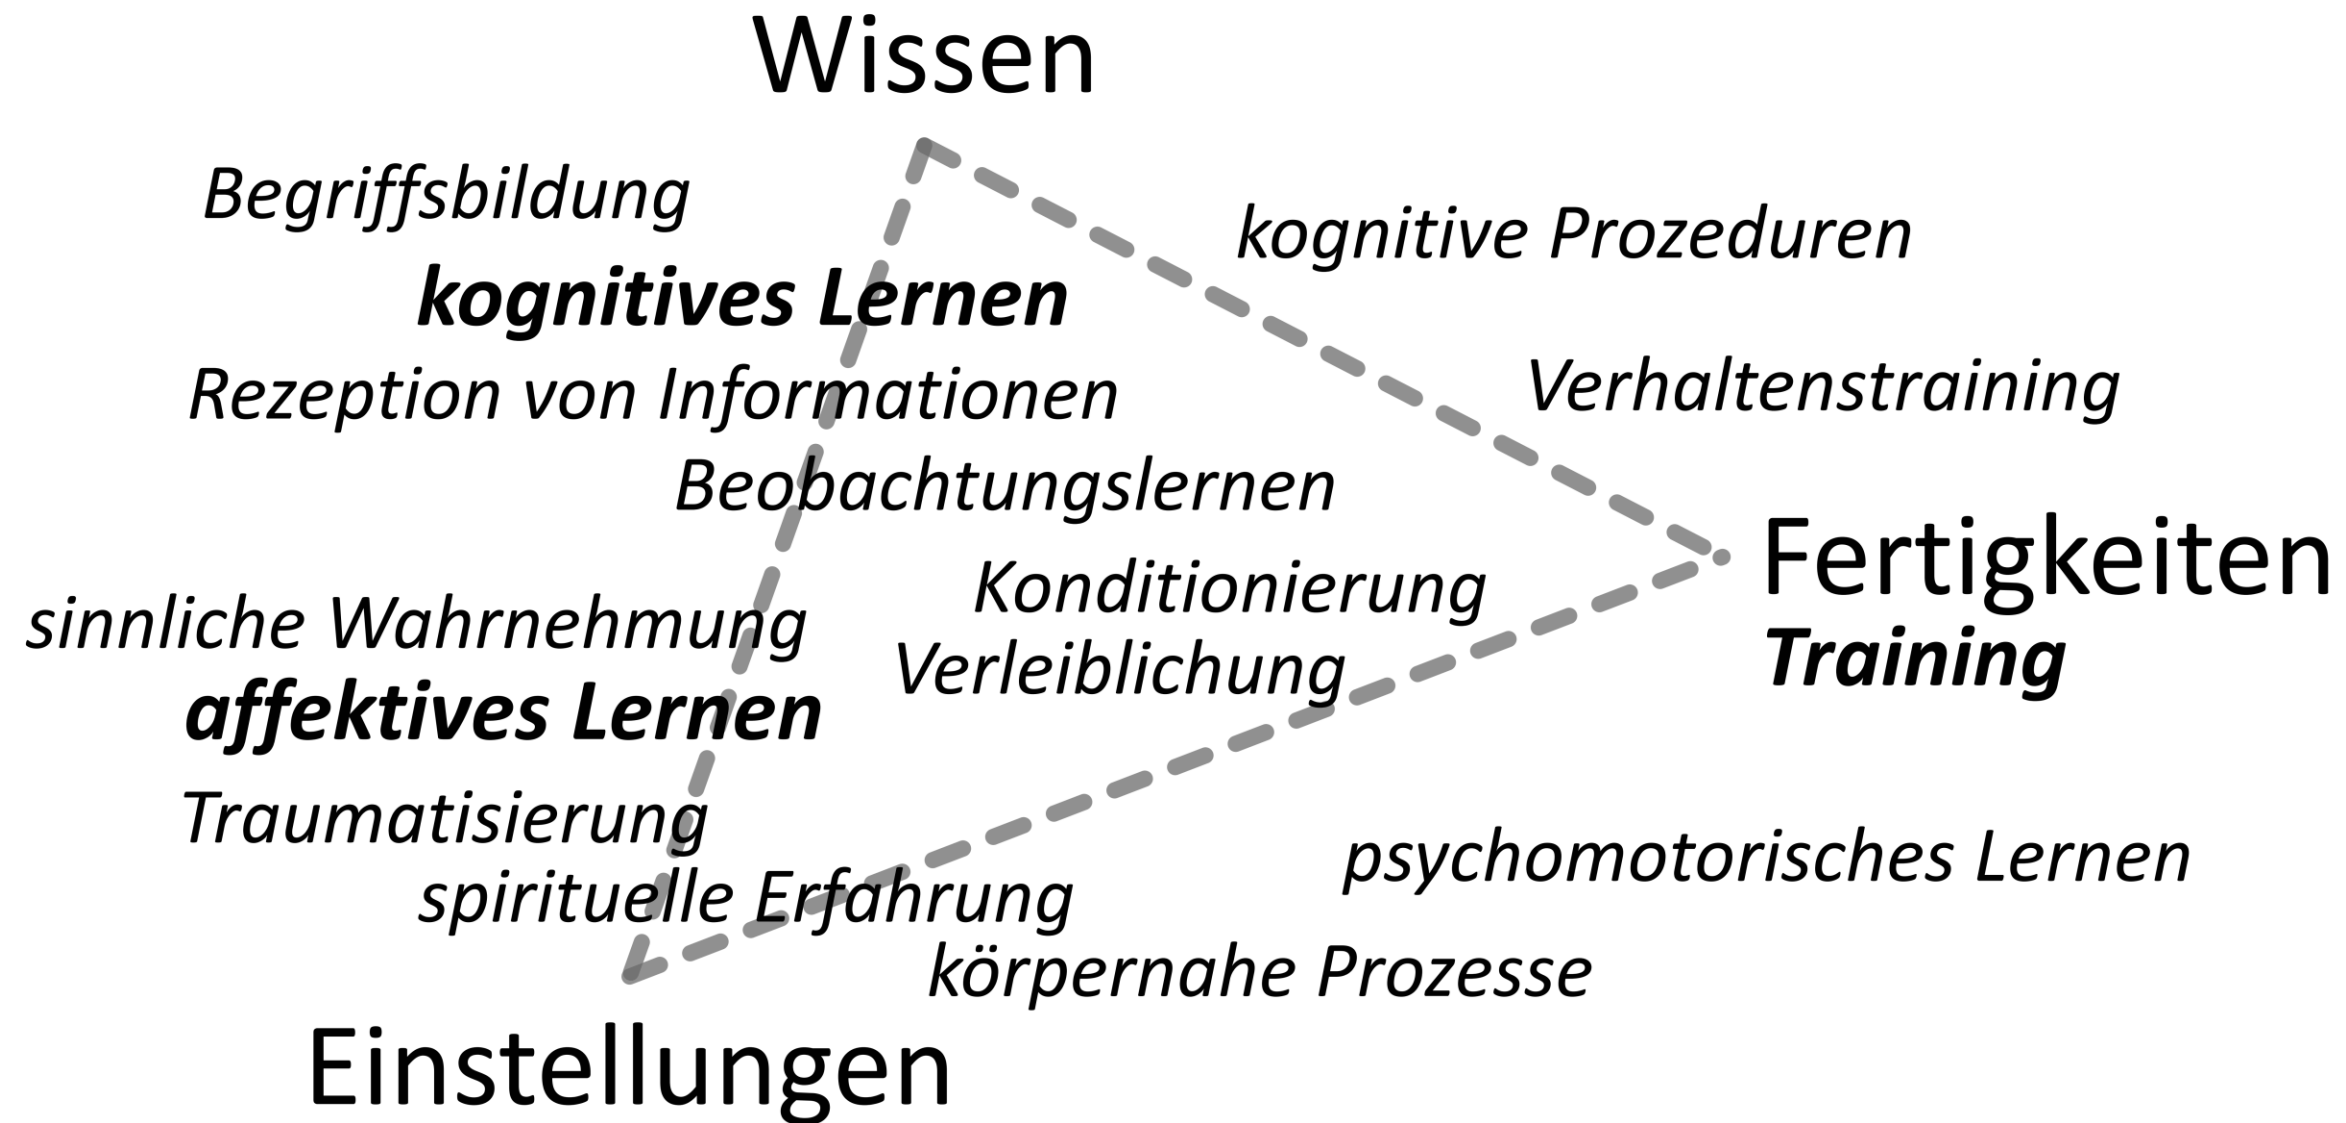 Wissen
Begriffsbildung
kognitive Prozeduren
kognitives Lernen
Rezeption von Informationen
Verhaltenstraining
Beobachtungslernen
Konditionierung
Fertigkeiten
sinnliche Wahrnehmung
Verleiblichung
Training
affektives Lernen
Traumatisierung
psychomotorisches Lernen
spirituelle Erfahrung
körpernahe Prozesse
Einstellungen